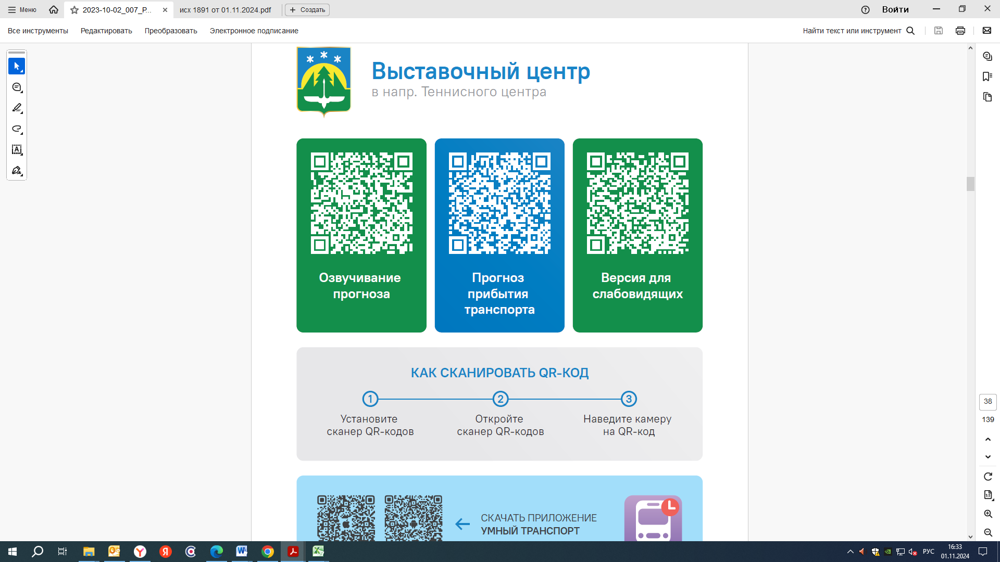 Меню
2023-10-02_007_P...
исх 1891 от 01.11.2024.pdf
Создать
Войти
Все инструменты
Редактировать
Преобразовать
Электронное подписание
Найти текст или инструмент
Выставочный центр
в напр. Теннисного центра
Озвучивание
прогноза
Прогноз
прибытия
транспорта
Версия для
слабовидящих
КАК СКАНИРОВАТЬ QR-КОД
1
2
3
Установите
сканер QR-кодов
Откройте
сканер QR-кодов
Наведите камеру
на QR-код
СКАЧАТЬ ПРИЛОЖЕНИЕ
УМНЫЙ ТРАНСПОРТ
38
139
1:1
РУС
16:33
01.11.2024